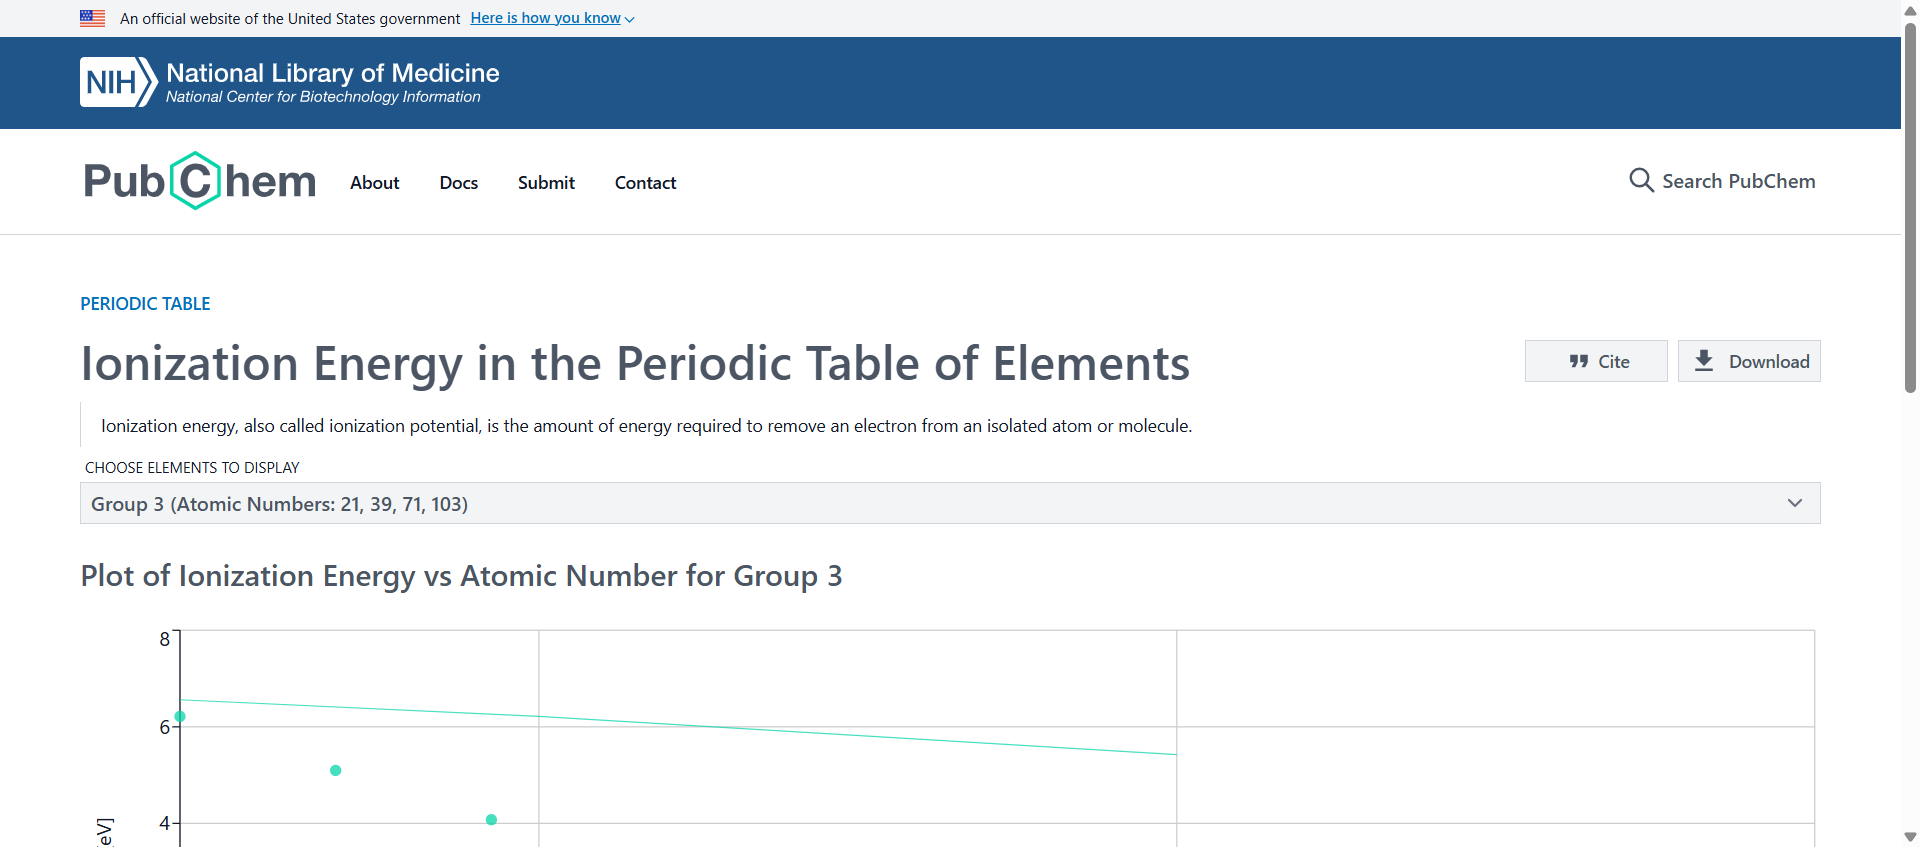 An official website of the United States government Here is how you know
NIH National Library of Medicine
National Center for Biotechnology Information
PubChem About Docs Submit Contact Search PubChem
PERIODIC TABLE
Ionization Energy in the Periodic Table of Elements
Cite Download
Ionization energy, also called ionization potential, is the amount of energy required to remove an electron from an isolated atom or molecule.
CHOOSE ELEMENTS TO DISPLAY
Group 3 (Atomic Numbers: 21, 39, 71, 103)
Plot of Ionization Energy vs Atomic Number for Group 3
8
6
4
eV]